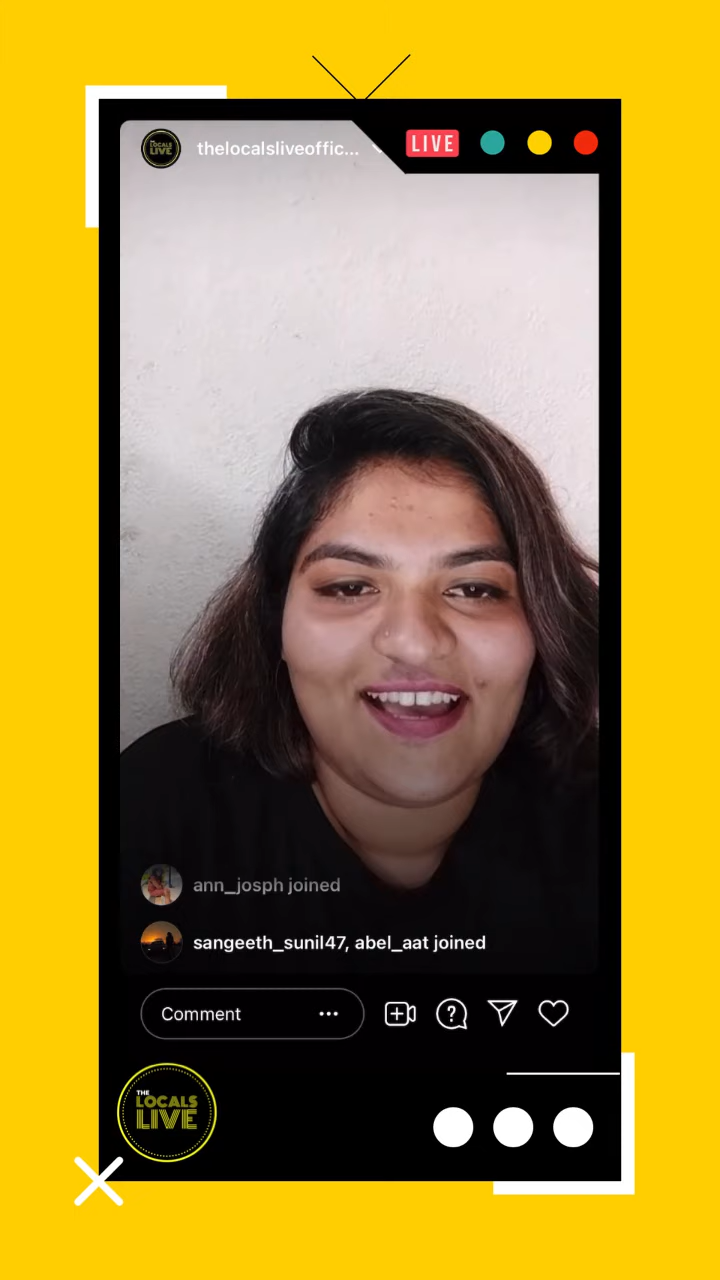 thelocalsliveoffic...
LIVE
ann_josph joined
sangeeth_sunil47, abel_aat joined
Comment
THE
LOCALS
LIVE